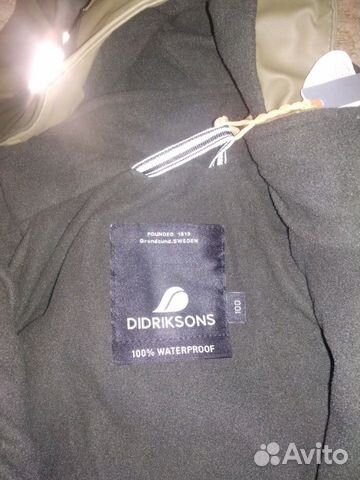 FOUNDED 1913
Grundsund/SWEDEN
DIDRIKSONS
100
100% WATERPROOF
Avito